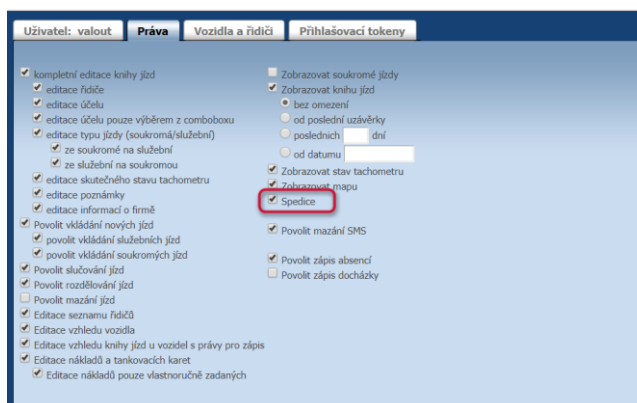 Uživatel: valout
Práva
Vozidla a řidiči
Přihlašovací tokeny
kompletní editace knihy jízd
editace řidiče
editace účelu
editace účelu pouze výběrem z comboboxu
editace typu jízdy (soukromá/služební)
ze soukromé na služební
ze služební na soukromou
editace skutečného stavu tachometru
editace poznámky
editace informací o firmě
Povolit vkládání nových jízd
povolit vkládání služebních jízd
povolit vkládání soukromých jízd
Povolit slučování jízd
Povolit rozdělování jízd
Povolit mazání jízd
Editace seznamu řidičů
Editace vzhledu vozidla
Editace vzhledu knihy jízd u vozidel s právy pro zápis
Editace nákladů a tankovacích karet
Editace nákladů pouze vlastnoručně zadaných
Zobrazovat soukromé jízdy
Zobrazovat knihu jízd
bez omezení
od poslední uzávěrky
posledních dní
od datumu
Zobrazovat stav tachometru
Zobrazovat mapu
Spedice
Povolit mazání SMS
Povolit zápis absencí
Povolit zápis docházky